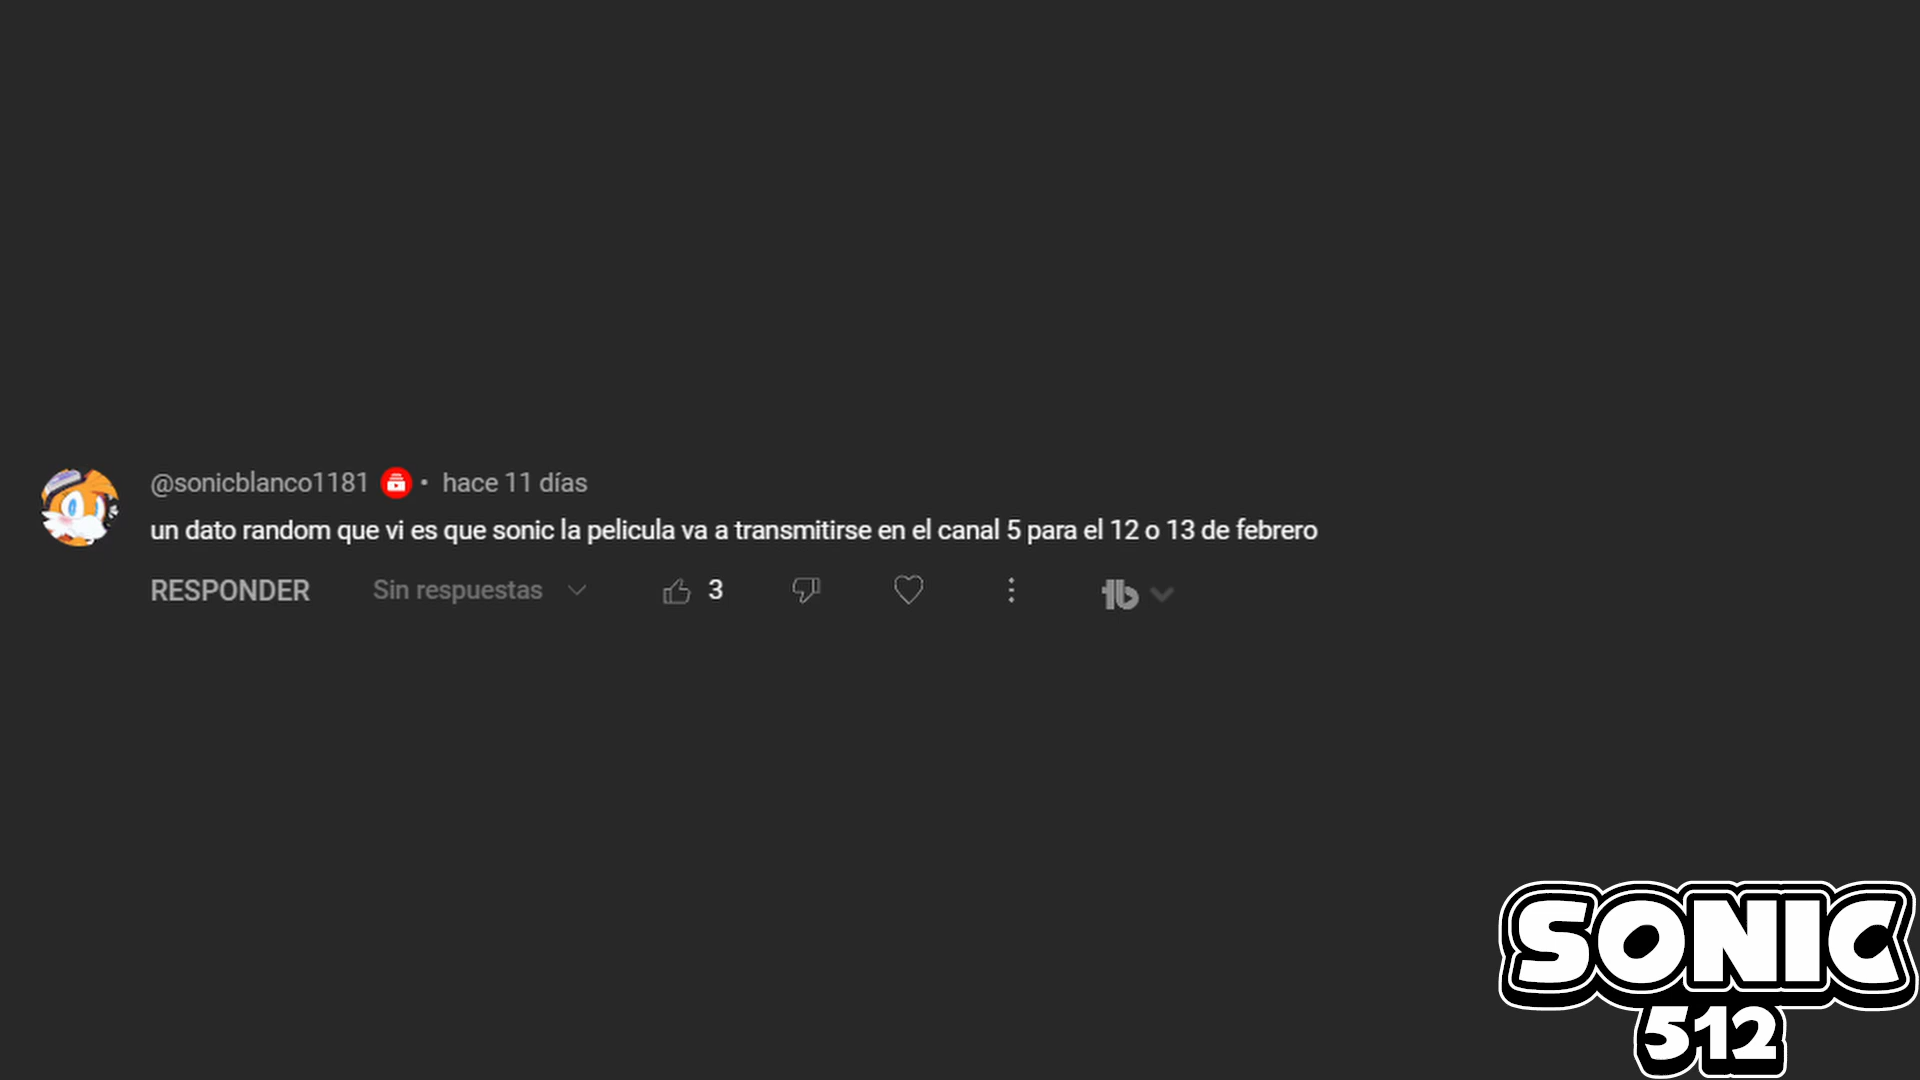 @sonicblanco1181 • hace 11 días
un dato random que vi es que sonic la pelicula va a transmitirse en el canal 5 para el 12 o 13 de febrero
RESPONDER Sin respuestas 3 tb
SONIC
512